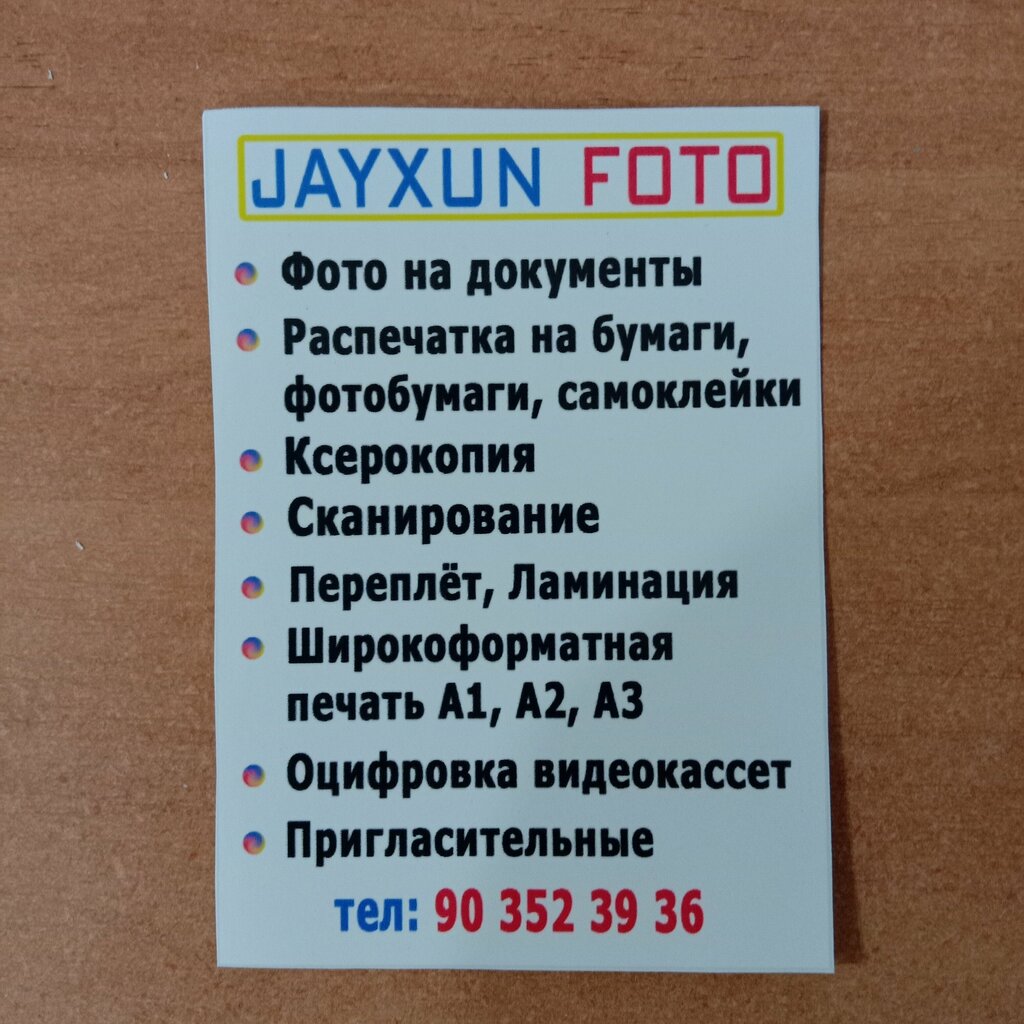 JAYXUN FOTO
Фото на документы
Распечатка на бумаги,
фотобумаги, самоклейки
Ксерокопия
Сканирование
Переплёт, Ламинация
Широкоформатная
печать А1, А2, А3
Оцифровка видеокассет
Пригласительные
тел: 90 352 39 36